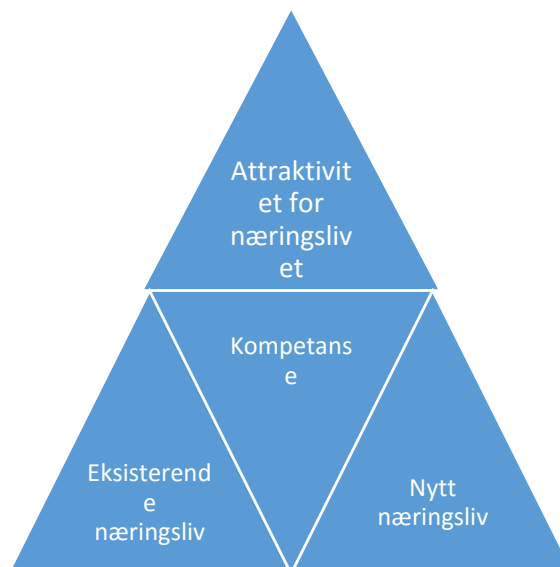 Attraktivit
et for
næringsliv
et
Kompetans
e
Eksisterend
e
næringsliv
Nytt
næringsliv